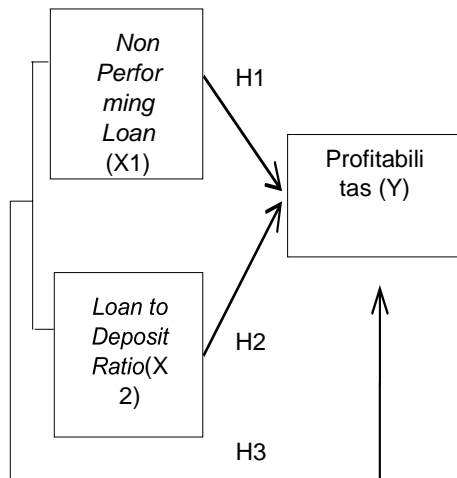 Non
Perfor
ming
Loan
(X1)
H1
Profitabili
tas (Y)
Loan to
Deposit
Ratio(X
2)
H2
H3